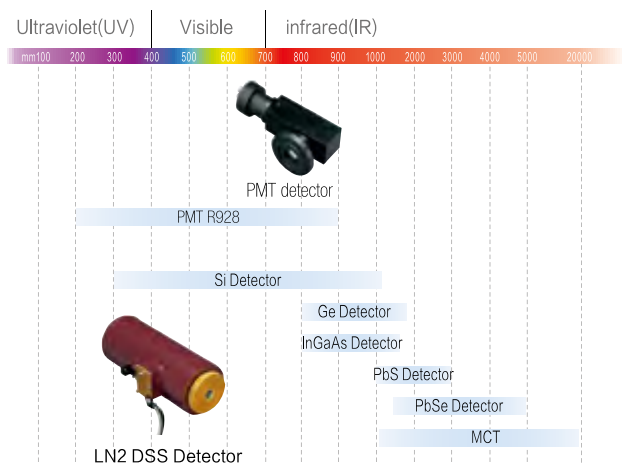 Ultraviolet(UV) Visible infrared(IR)
mm100 200 300 400 500 600 700 800 900 1000 2000 3000 4000 5000 20000
PMT detector
PMT R928
Si Detector
Ge Detector
InGaAs Detector
PbS Detector
PbSe Detector
MCT
LN2 DSS Detector